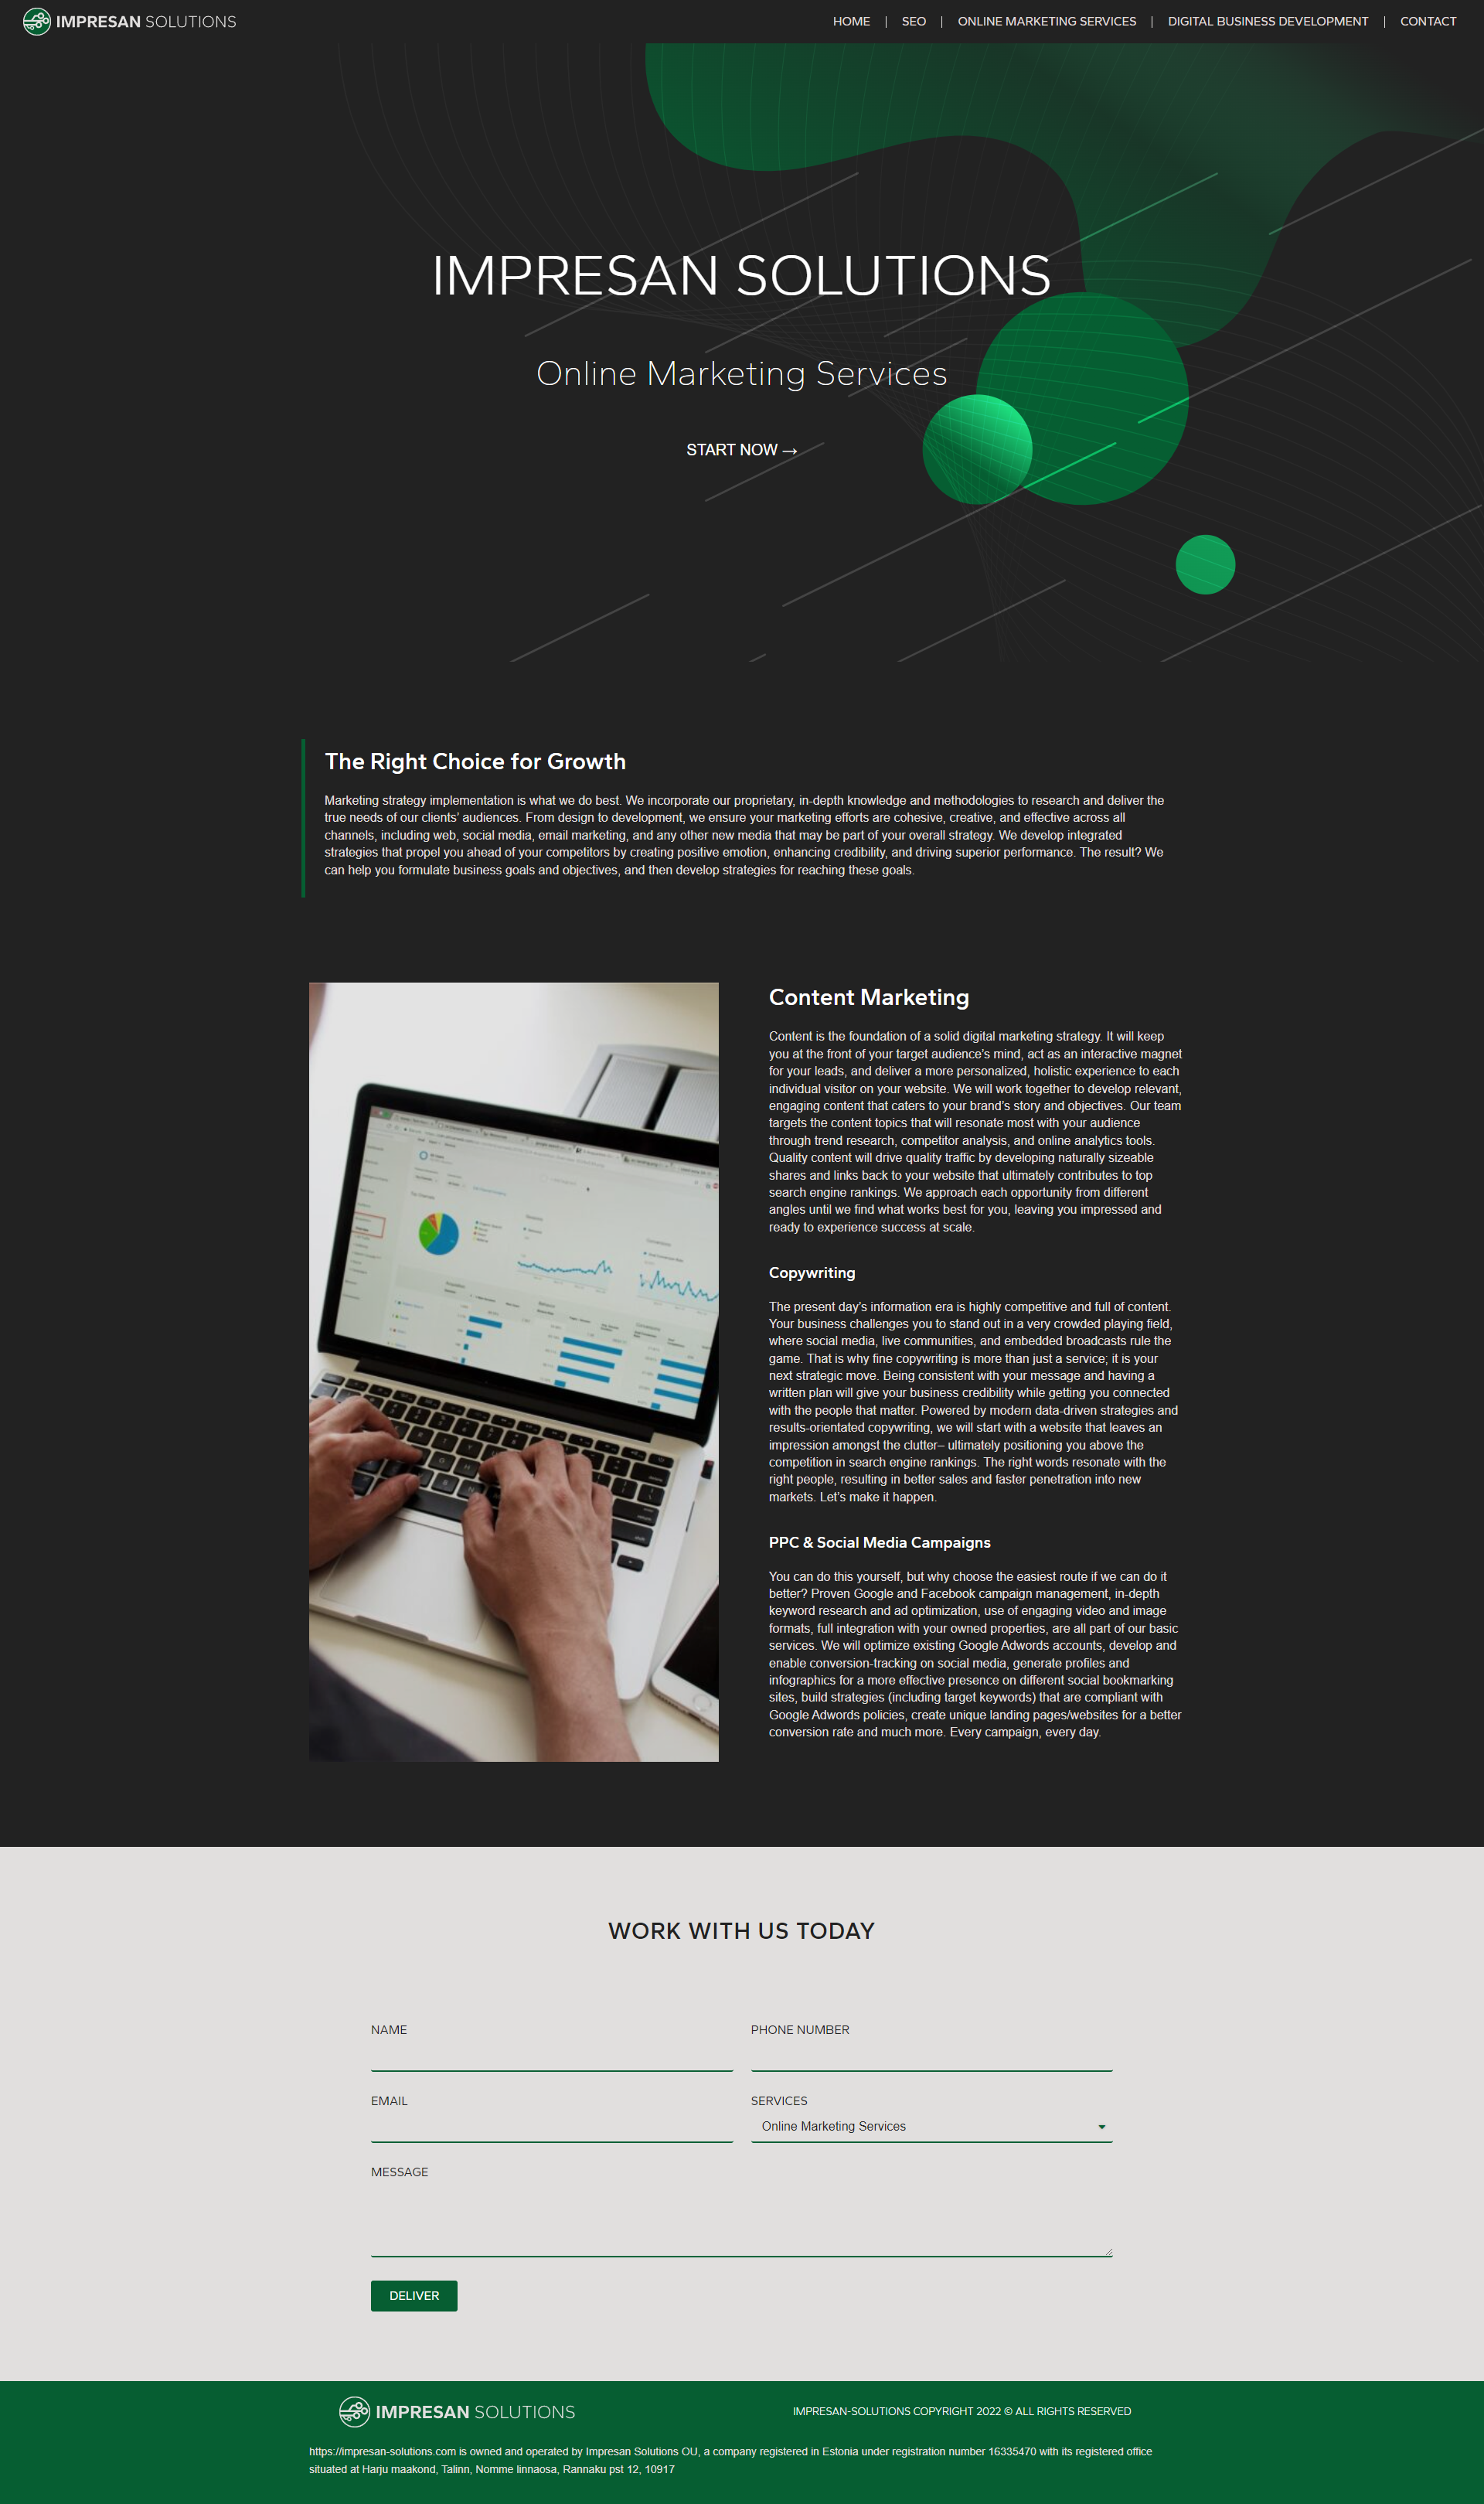 IMPRESAN SOLUTIONS
HOME | SEO | ONLINE MARKETING SERVICES | DIGITAL BUSINESS DEVELOPMENT | CONTACT
IMPRESAN SOLUTIONS
Online Marketing Services
START NOW →
The Right Choice for Growth
Marketing strategy implementation is what we do best. We incorporate our proprietary, in-depth knowledge and methodologies to research and deliver the
true needs of our clients’ audiences. From design to development, we ensure your marketing efforts are cohesive, creative, and effective across all
channels, including web, social media, email marketing, and any other new media that may be part of your overall strategy. We develop integrated
strategies that propel you ahead of your competitors by creating positive emotion, enhancing credibility, and driving superior performance. The result? We
can help you formulate business goals and objectives, and then develop strategies for reaching these goals.
Content Marketing
Content is the foundation of a solid digital marketing strategy. It will keep
you at the front of your target audience’s mind, act as an interactive magnet
for your leads, and deliver a more personalized, holistic experience to each
individual visitor on your website. We will work together to develop relevant,
engaging content that caters to your brand’s story and objectives. Our team
targets the content topics that will resonate most with your audience
through trend research, competitor analysis, and online analytics tools.
Quality content will drive quality traffic by developing naturally sizeable
shares and links back to your website that ultimately contributes to top
search engine rankings. We approach each opportunity from different
angles until we find what works best for you, leaving you impressed and
ready to experience success at scale.
Copywriting
The present day’s information era is highly competitive and full of content.
Your business challenges you to stand out in a very crowded playing field,
where social media, live communities, and embedded broadcasts rule the
game. That is why fine copywriting is more than just a service; it is your
next strategic move. Being consistent with your message and having a
written plan will give your business credibility while getting you connected
with the people that matter. Powered by modern data-driven strategies and
results-orientated copywriting, we will start with a website that leaves an
impression amongst the clutter– ultimately positioning you above the
competition in search engine rankings. The right words resonate with the
right people, resulting in better sales and faster penetration into new
markets. Let’s make it happen.
PPC & Social Media Campaigns
You can do this yourself, but why choose the easiest route if we can do it
better? Proven Google and Facebook campaign management, in-depth
keyword research and ad optimization, use of engaging video and image
formats, full integration with your owned properties, are all part of our basic
services. We will optimize existing Google Adwords accounts, develop and
enable conversion-tracking on social media, generate profiles and
infographics for a more effective presence on different social bookmarking
sites, build strategies (including target keywords) that are compliant with
Google Adwords policies, create unique landing pages/websites for a better
conversion rate and much more. Every campaign, every day.
WORK WITH US TODAY
NAME
PHONE NUMBER
EMAIL
SERVICES
Online Marketing Services
MESSAGE
DELIVER
IMPRESAN SOLUTIONS
IMPRESAN-SOLUTIONS COPYRIGHT 2022 © ALL RIGHTS RESERVED
https://impresan-solutions.com is owned and operated by Impresan Solutions OU, a company registered in Estonia under registration number 16335470 with its registered office
situated at Harju maakond, Talinn, Nomme linnaosa, Rannaku pst 12, 10917